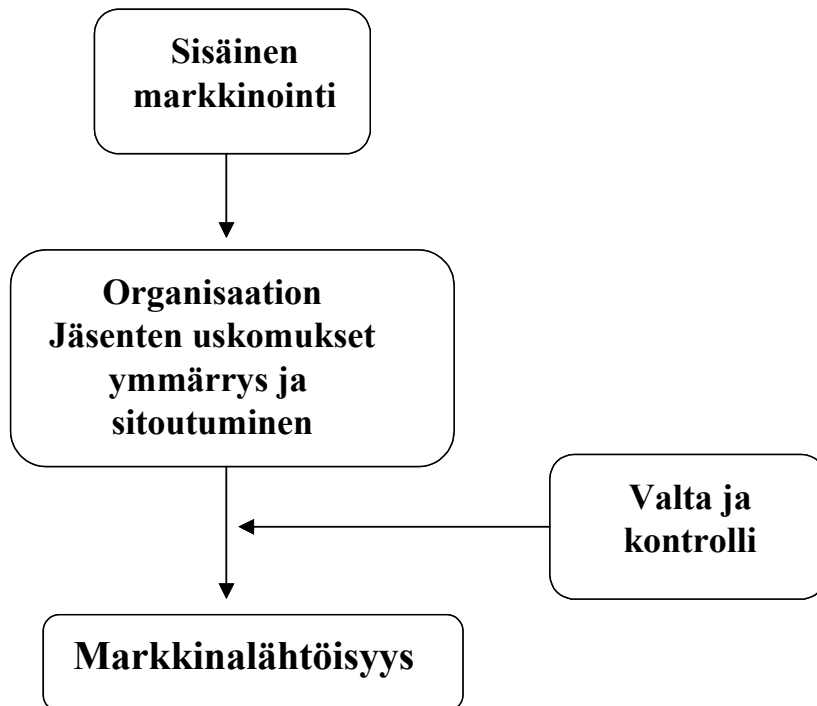 Sisäinen
markkinointi
Organisaation
Jäsenten uskomukset
ymmärrys ja
sitoutuminen
Valta ja
kontrolli
Markkinalähtöisyys